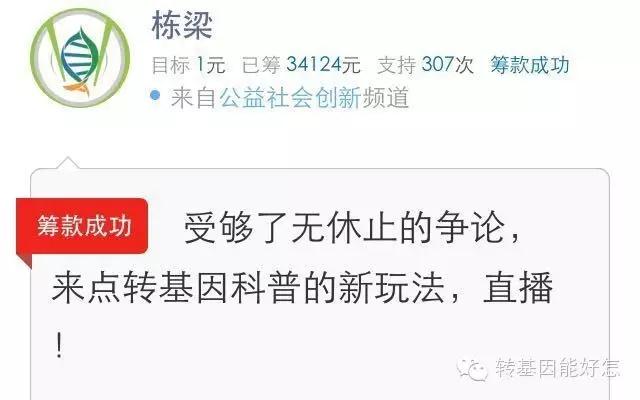 栋梁
目标 1元 已筹 34124元 支持 307次 筹款成功
来自公益社会创新频道
筹款成功
受够了无休止的争论，
来点转基因科普的新玩法，直播
！
转基因能好怎